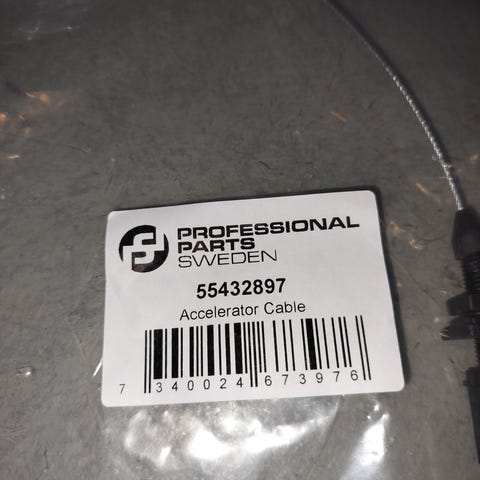 PROFESSIONAL
PARTS
SWEDEN
55432897
Accelerator Cable
7 340024 673976